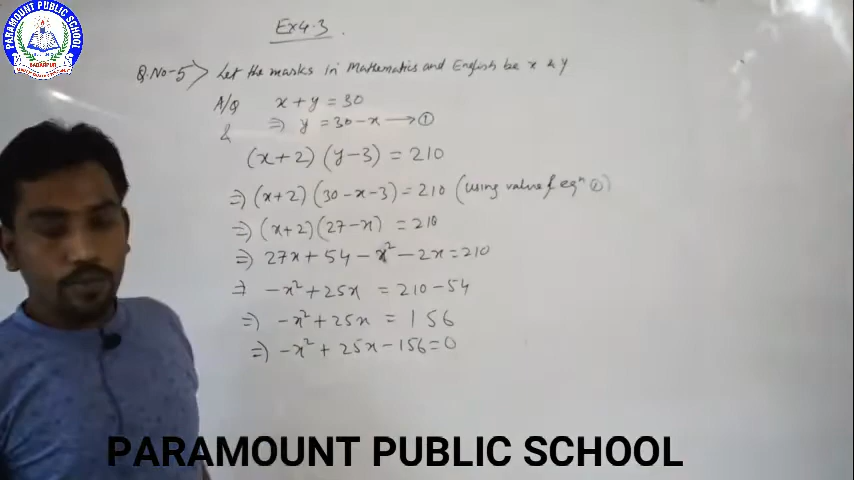 PARAMOUNT PUBLIC SCHOOL
Ex 4.3.
Q.No-5) Let the marks in Mathematics and English be x & y
A/Q x + y = 30
& ⇒ y = 30 - x → ①
(x+2) (y-3) = 210
⇒ (x+2) (30-x-3) = 210 (using value of eqⁿ ①)
⇒ (x+2) (27-x) = 210
⇒ 27x + 54 - x² - 2x = 210
⇒ -x² + 25x = 210 - 54
⇒ -x² + 25x = 156
⇒ -x² + 25x - 156 = 0
PARAMOUNT PUBLIC SCHOOL